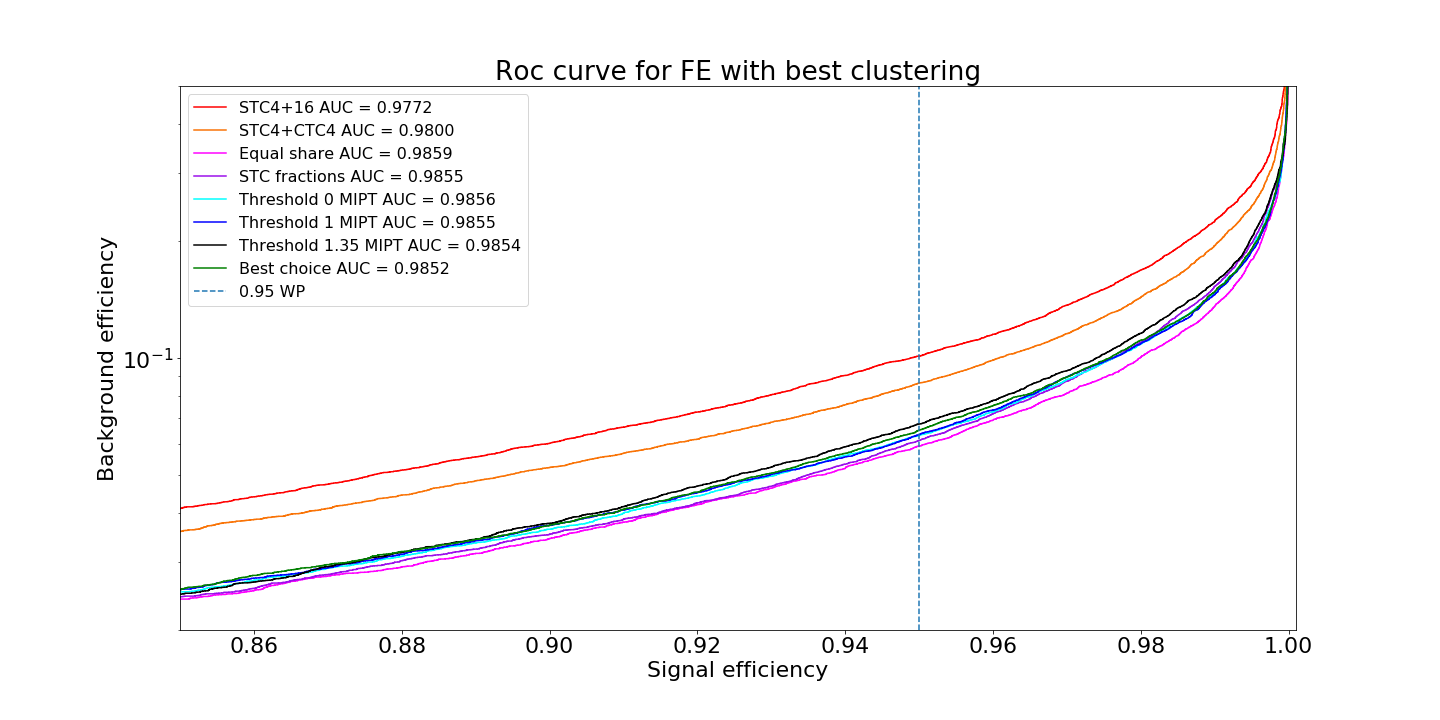 Roc curve for FE with best clustering
STC4+16 AUC = 0.9772
STC4+CTC4 AUC = 0.9800
Equal share AUC = 0.9859
STC fractions AUC = 0.9855
Threshold 0 MIPT AUC = 0.9856
Threshold 1 MIPT AUC = 0.9855
Threshold 1.35 MIPT AUC = 0.9854
Best choice AUC = 0.9852
0.95 WP
Background efficiency
10⁻¹
0.86 0.88 0.90 0.92 0.94 0.96 0.98 1.00
Signal efficiency